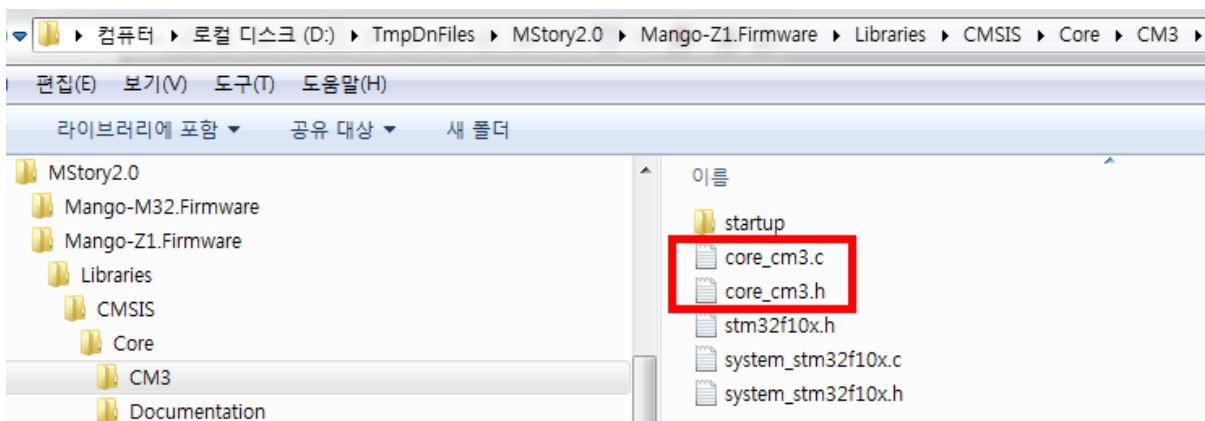 ▸ 컴퓨터 ▸ 로컬 디스크 (D:) ▸ TmpDnFiles ▸ MStory2.0 ▸ Mango-Z1.Firmware ▸ Libraries ▸ CMSIS ▸ Core ▸ CM3 ▸
편집(E) 보기(V) 도구(T) 도움말(H)
라이브러리에 포함 ▼ 공유 대상 ▼ 새 폴더
MStory2.0
Mango-M32.Firmware
Mango-Z1.Firmware
Libraries
CMSIS
Core
CM3
Documentation
이름
startup
core_cm3.c
core_cm3.h
stm32f10x.h
system_stm32f10x.c
system_stm32f10x.h